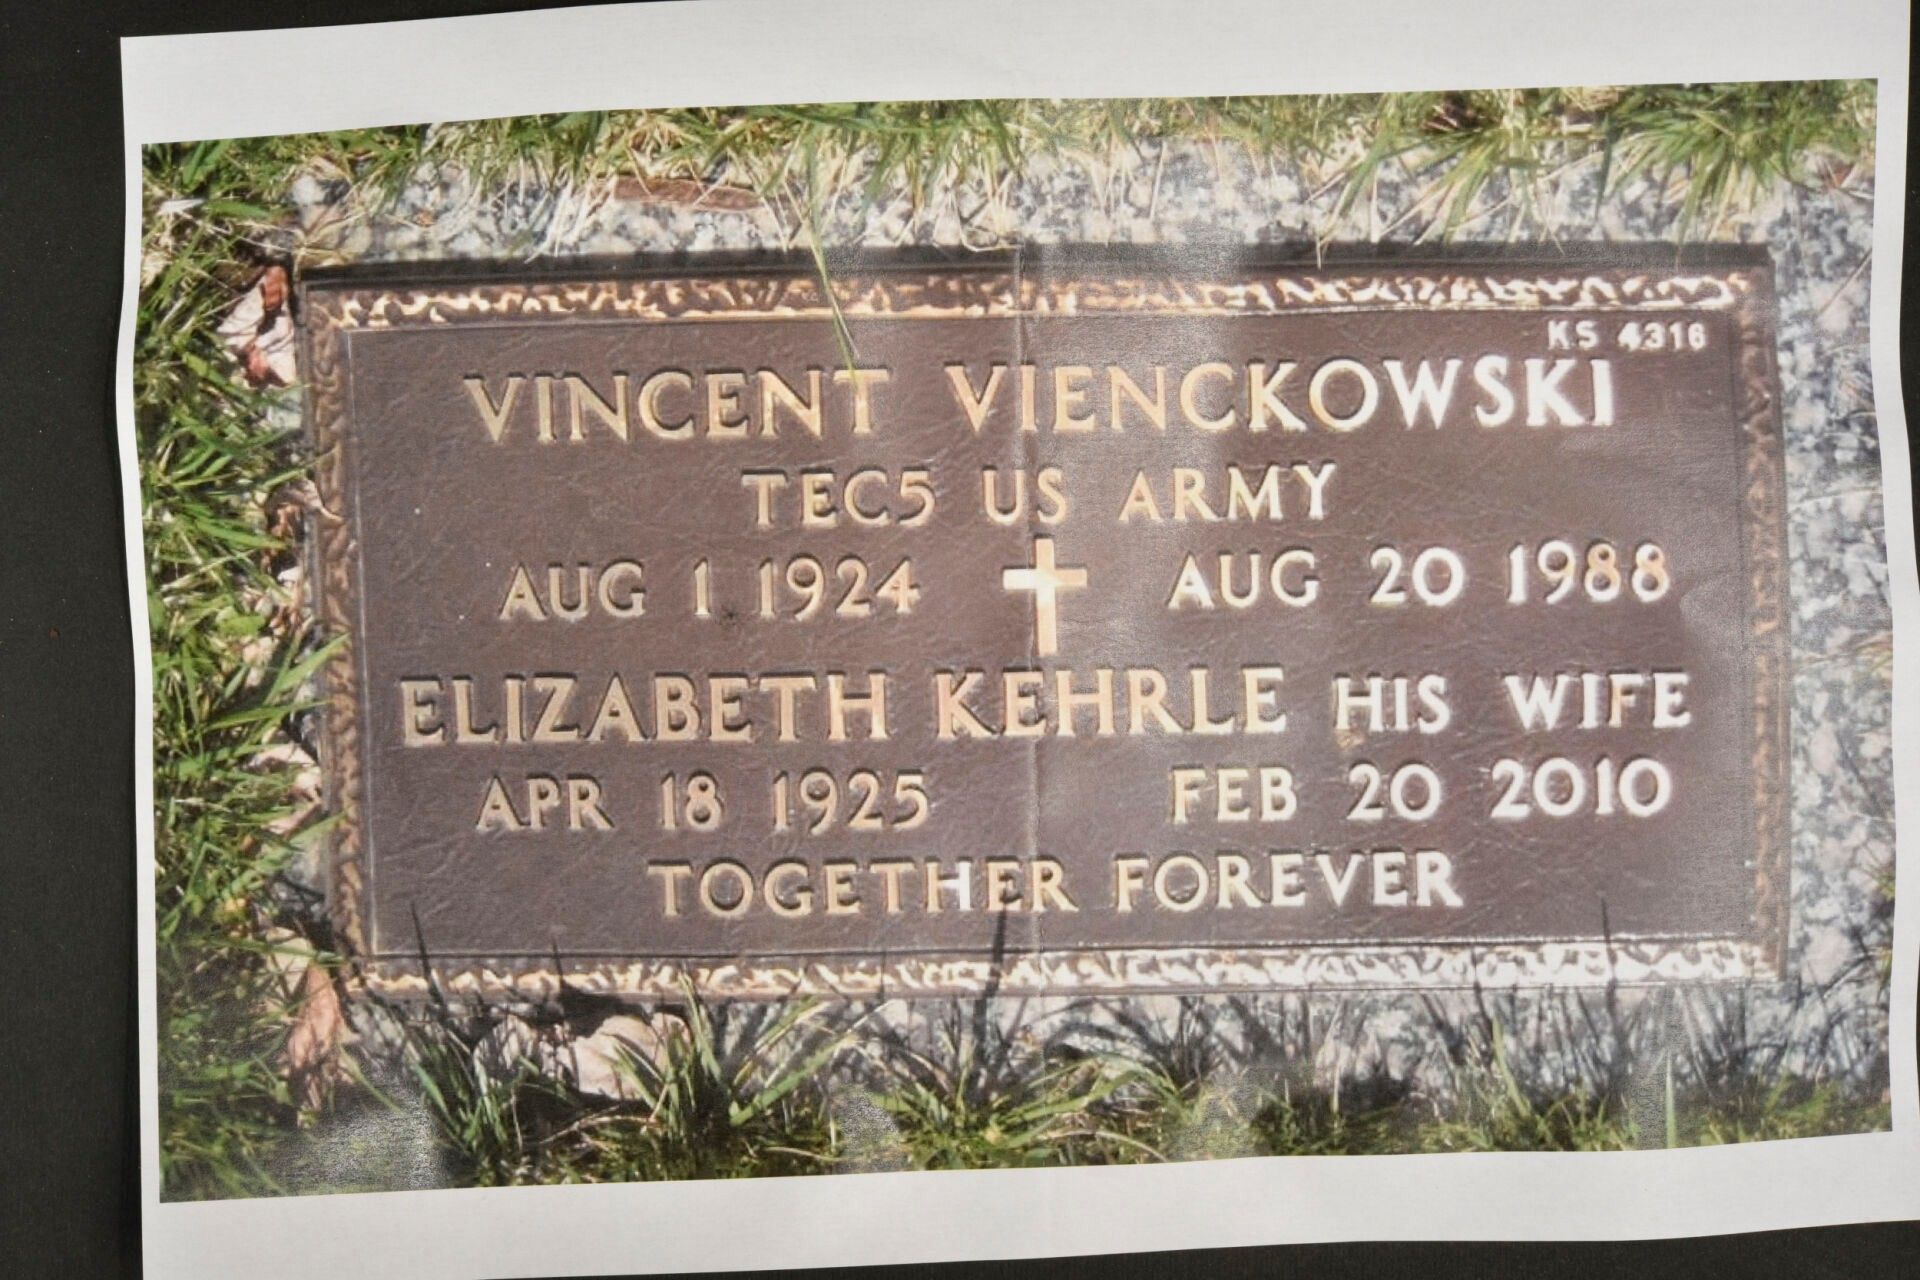 KS 4316
VINCENT VIENCKOWSKI
TEC5 US ARMY
AUG 1 1924 AUG 20 1988
ELIZABETH KEHRLE HIS WIFE
APR 18 1925 FEB 20 2010
TOGETHER FOREVER